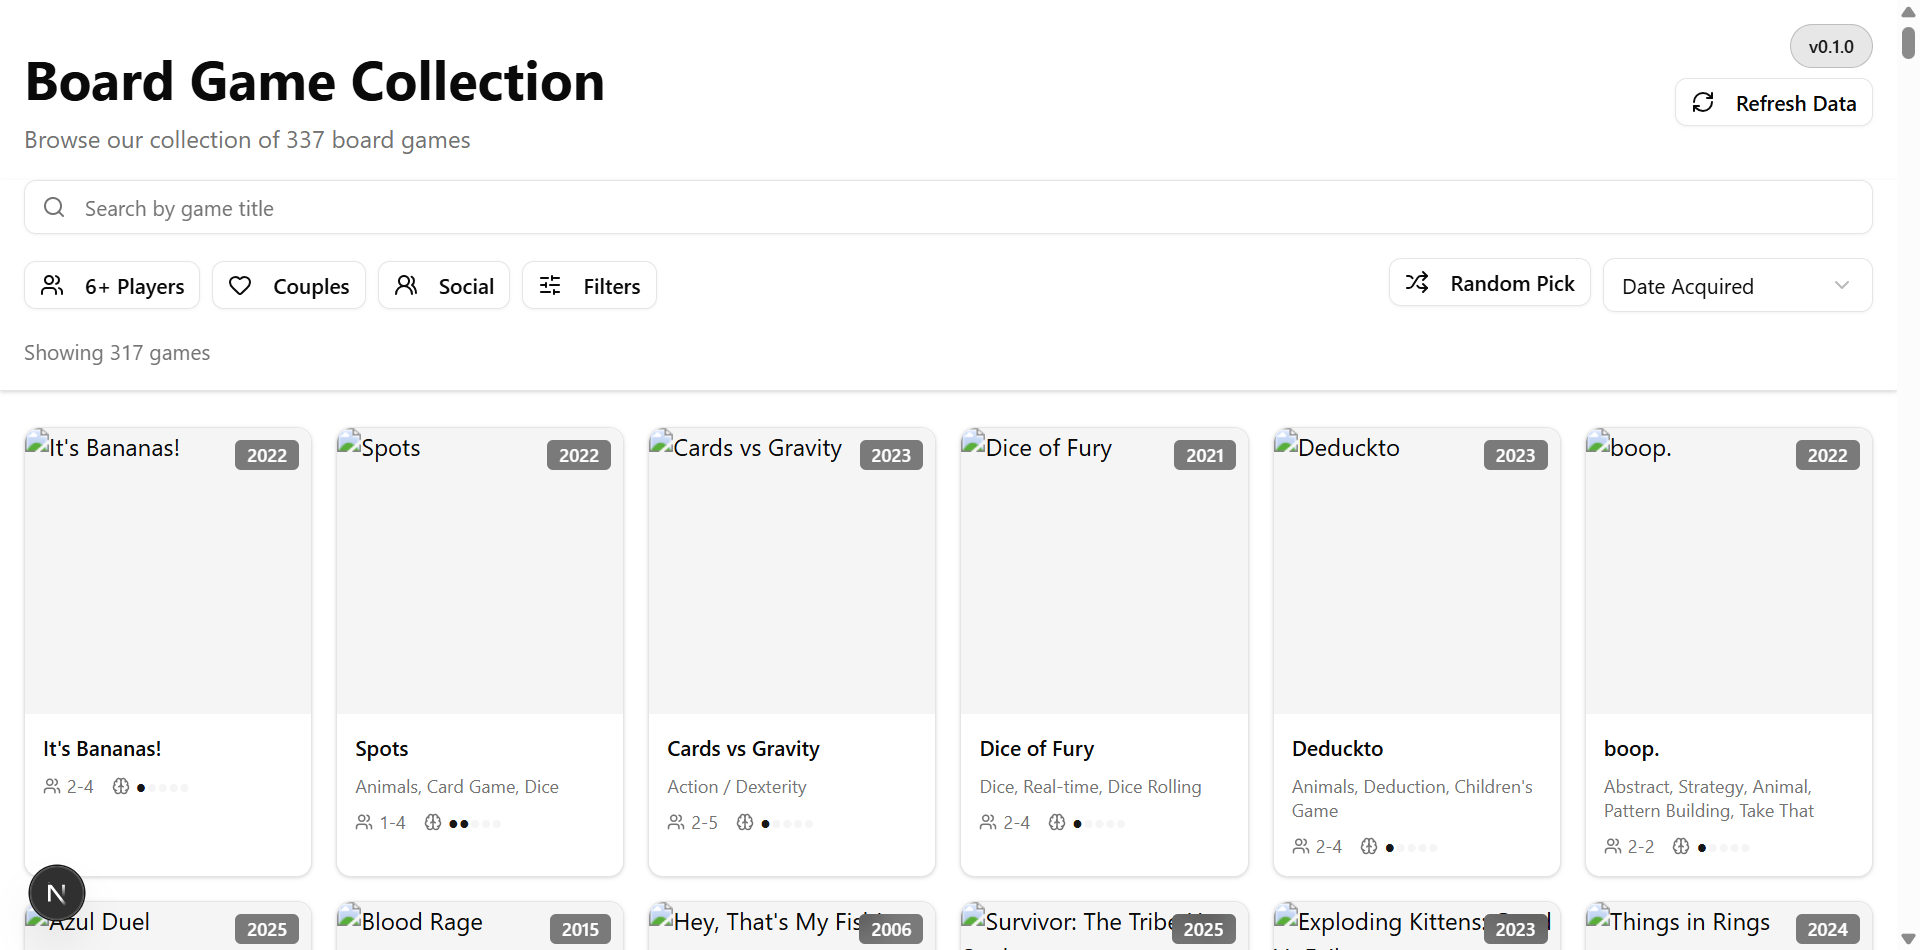 v0.1.0
Board Game Collection
Refresh Data
Browse our collection of 337 board games
Search by game title
6+ Players
Couples
Social
Filters
Random Pick
Date Acquired
Showing 317 games
It's Bananas!
2022
Spots
2022
Cards vs Gravity
2023
Dice of Fury
2021
Deduckto
2023
boop.
2022
It's Bananas!
2-4
Spots
Animals, Card Game, Dice
1-4
Cards vs Gravity
Action / Dexterity
2-5
Dice of Fury
Dice, Real-time, Dice Rolling
2-4
Deduckto
Animals, Deduction, Children's
Game
2-4
boop.
Abstract, Strategy, Animal,
Pattern Building, Take That
2-2
N
Azul Duel
2025
Blood Rage
2015
Hey, That's My
2006
Survivor: The Tribe
2025
Exploding Kittens:
2023
Things in Rings
2024